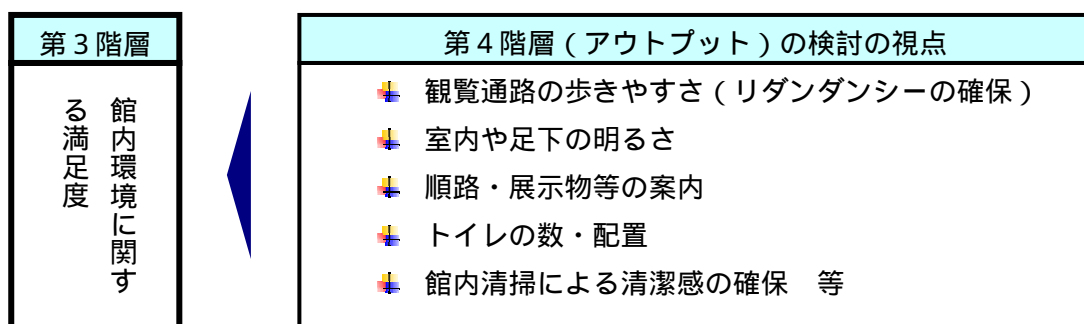 第3階層
館内環境に関す
る満足度
第4階層（アウトプット）の検討の視点
観覧通路の歩きやすさ（リダンダンシーの確保）
室内や足下の明るさ
順路・展示物等の案内
トイレの数・配置
館内清掃による清潔感の確保　等